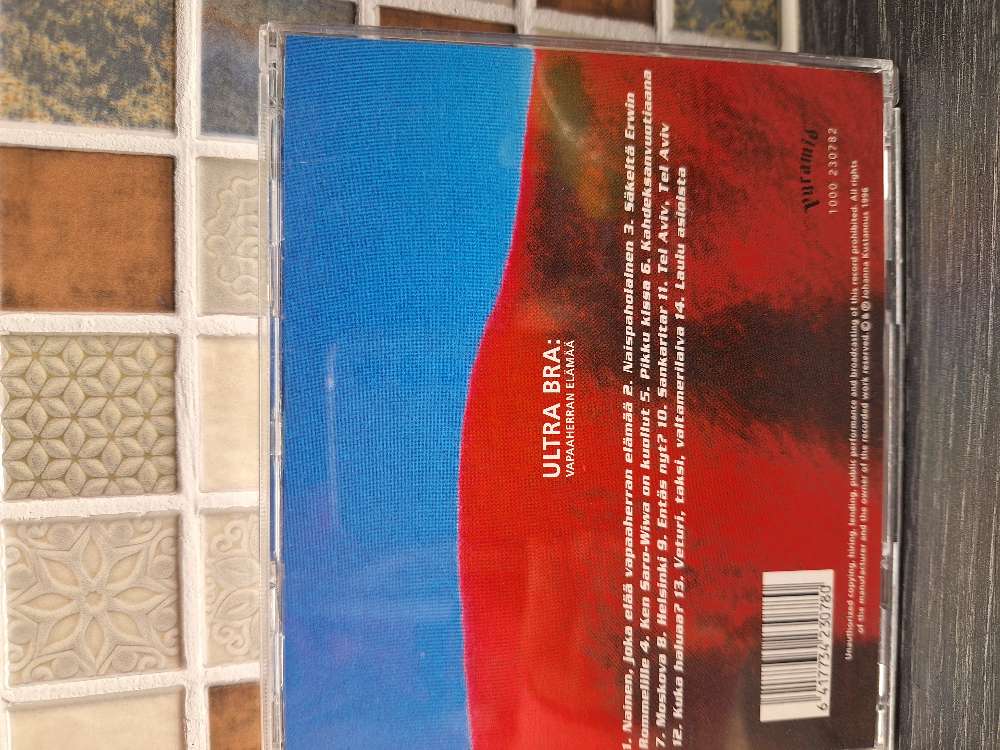 ULTRA BRA:
VAPAAHERRAN ELÄMÄÄ
1. Nainen, joka elää vapaaherran elämää 2. Naispaholainen 3. Säkeitä Erwin
Rommelille 4. Ken Saro-Wiwa on kuollut 5. Pikku kissa 6. Kahdeksanvuotiaana
7. Moskova 8. Helsinki 9. Entäs nyt? 10. Sankaritar 11. Tel Aviv, Tel Aviv
12. Kuka haluaa? 13. Veturi, taksi, valtamerilaiva 14. Laulu asioista
Pyramid
1000 230782
6 417734 230780
Unauthorized copying, hiring, lending, public performance and broadcasting of this record prohibited. All rights
of the manufacturer and the owner of the recorded work reserved. © & ℗ Johanna Kustannus 1996